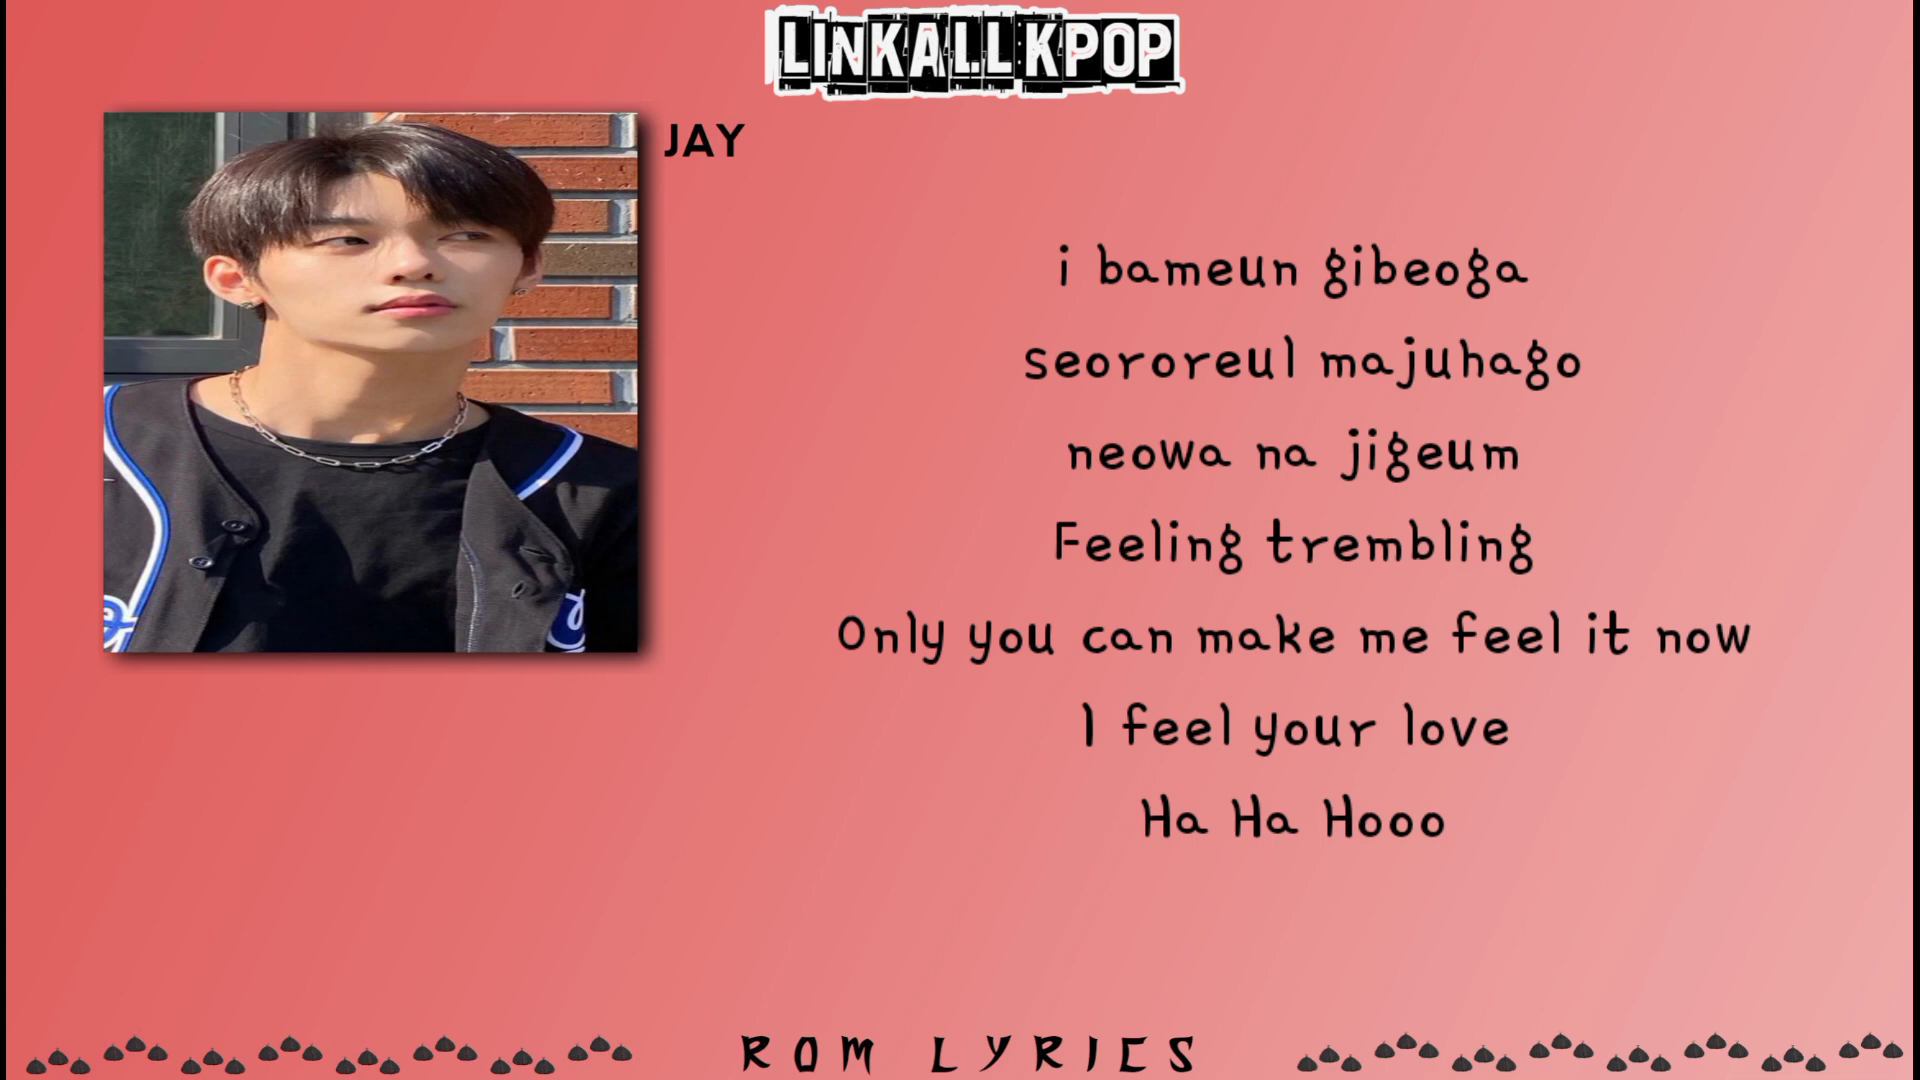 LINKALLKPOP
JAY
i bameun gibeoga
seororeul majuhago
neowa na jigeum
Feeling trembling
Only you can make me feel it now
I feel your love
Ha Ha Hooo
ROM LYRICS